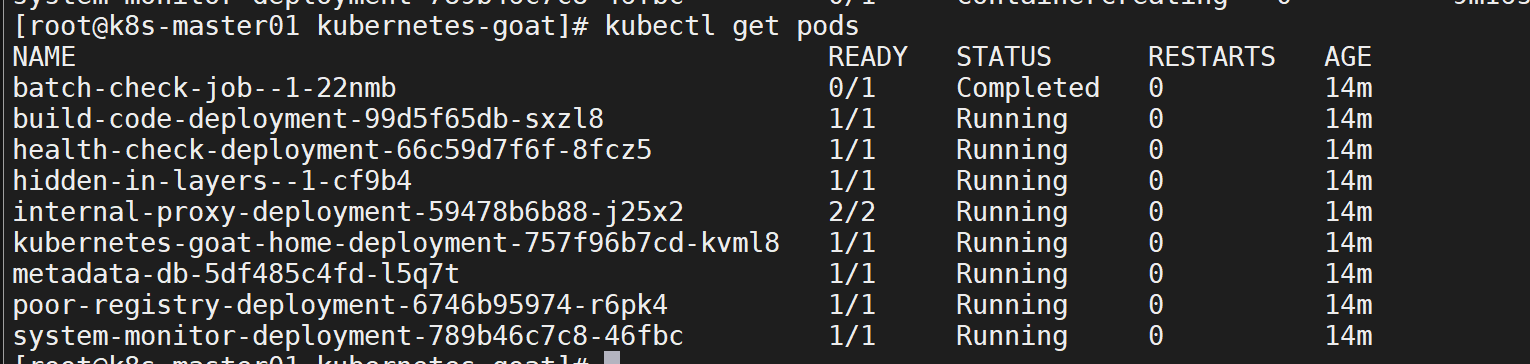 [root@k8s-master01 kubernetes-goat]# kubectl get pods
NAME READY STATUS RESTARTS AGE
batch-check-job--1-22nmb 0/1 Completed 0 14m
build-code-deployment-99d5f65db-sxzl8 1/1 Running 0 14m
health-check-deployment-66c59d7f6f-8fcz5 1/1 Running 0 14m
hidden-in-layers--1-cf9b4 1/1 Running 0 14m
internal-proxy-deployment-59478b6b88-j25x2 2/2 Running 0 14m
kubernetes-goat-home-deployment-757f96b7cd-kvml8 1/1 Running 0 14m
metadata-db-5df485c4fd-l5q7t 1/1 Running 0 14m
poor-registry-deployment-6746b95974-r6pk4 1/1 Running 0 14m
system-monitor-deployment-789b46c7c8-46fbc 1/1 Running 0 14m
[root@k8s-master01 kubernetes-goat]#